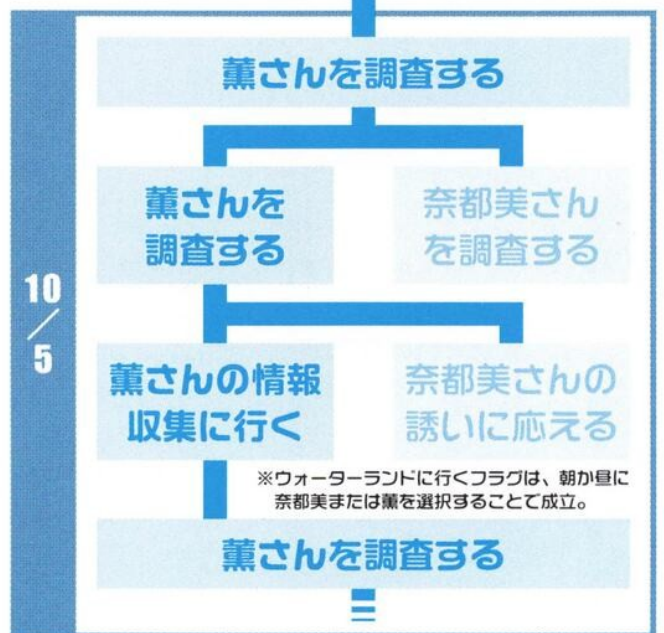 薫さんを調査する
薫さんを
調査する
奈都美さん
を調査する
10
/
5
薫さんの情報
収集に行く
奈都美さんの
誘いに応える
※ウォーターランドに行くフラグは、朝か昼に
奈都美または薫を選択することで成立。
薫さんを調査する